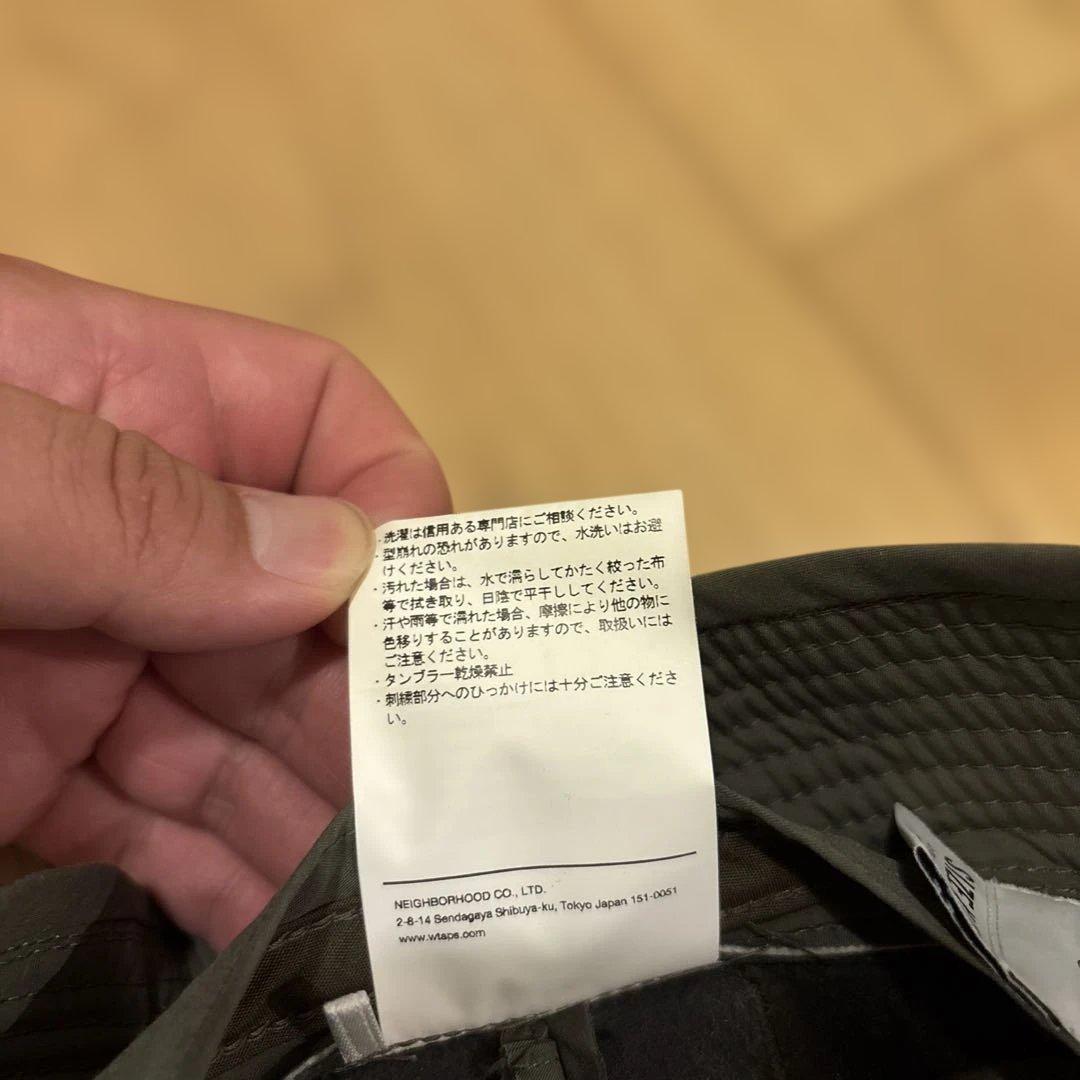 ・洗濯は信用ある専門店にご相談ください。
・型崩れの恐れがありますので、水洗いはお避
けください。
・汚れた場合は、水で濡らしてかたく絞った布
等で拭き取り、日陰で平干ししてください。
・汗や雨等で濡れた場合、摩擦により他の物に
色移りすることがありますので、取扱いには
ご注意ください。
・タンブラー乾燥禁止
・刺繍部分へのひっかけには十分ご注意くださ
い。
NEIGHBORHOOD CO., LTD.
2-8-14 Sendagaya Shibuya-ku, Tokyo Japan 151-0051
www.wtaps.com